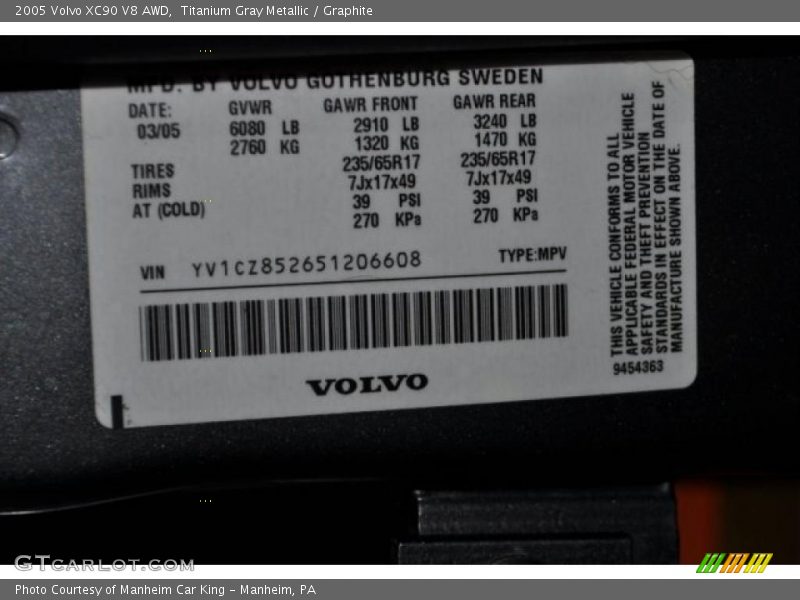 2005 Volvo XC90 V8 AWD,  Titanium Gray Metallic / Graphite
MFD. BY VOLVO GOTHENBURG SWEDEN
DATE: GVWR GAWR FRONT GAWR REAR
03/05 6080 LB 2910 LB 3240 LB
2760 KG 1320 KG 1470 KG
TIRES 235/65R17 235/65R17
RIMS 7Jx17x49 7Jx17x49
AT (COLD) 39 PSI 39 PSI
270 KPa 270 KPa
VIN YV1CZ852651206608 TYPE:MPV
VOLVO
THIS VEHICLE CONFORMS TO ALL
APPLICABLE FEDERAL MOTOR VEHICLE
SAFETY AND THEFT PREVENTION
STANDARDS IN EFFECT ON THE DATE OF
MANUFACTURE SHOWN ABOVE.
9454363
GTCARLOT.COM
Photo Courtesy of Manheim Car King - Manheim, PA